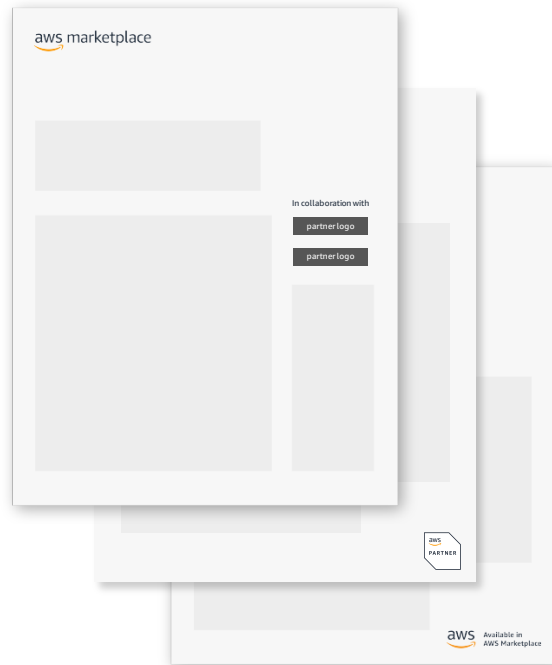 aws marketplace
In collaboration with
partner logo
partner logo
aws
PARTNER
aws
Available in
AWS Marketplace